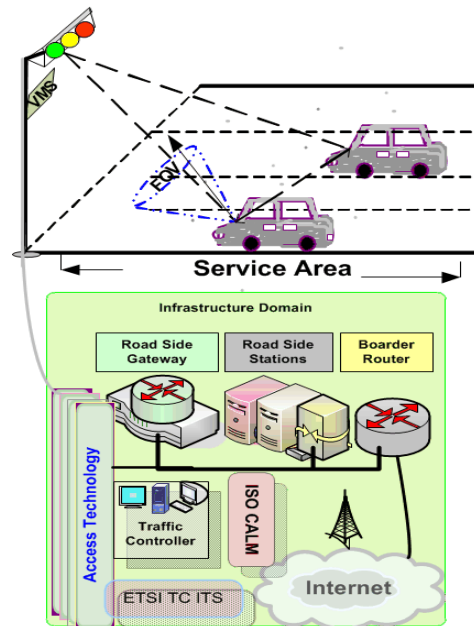 VMS
EQV
Service Area
Infrastructure Domain
Road Side
Gateway
Road Side
Stations
Boarder
Router
Access Technology
Traffic
Controller
ISO CALM
ETSI TC ITS
Internet